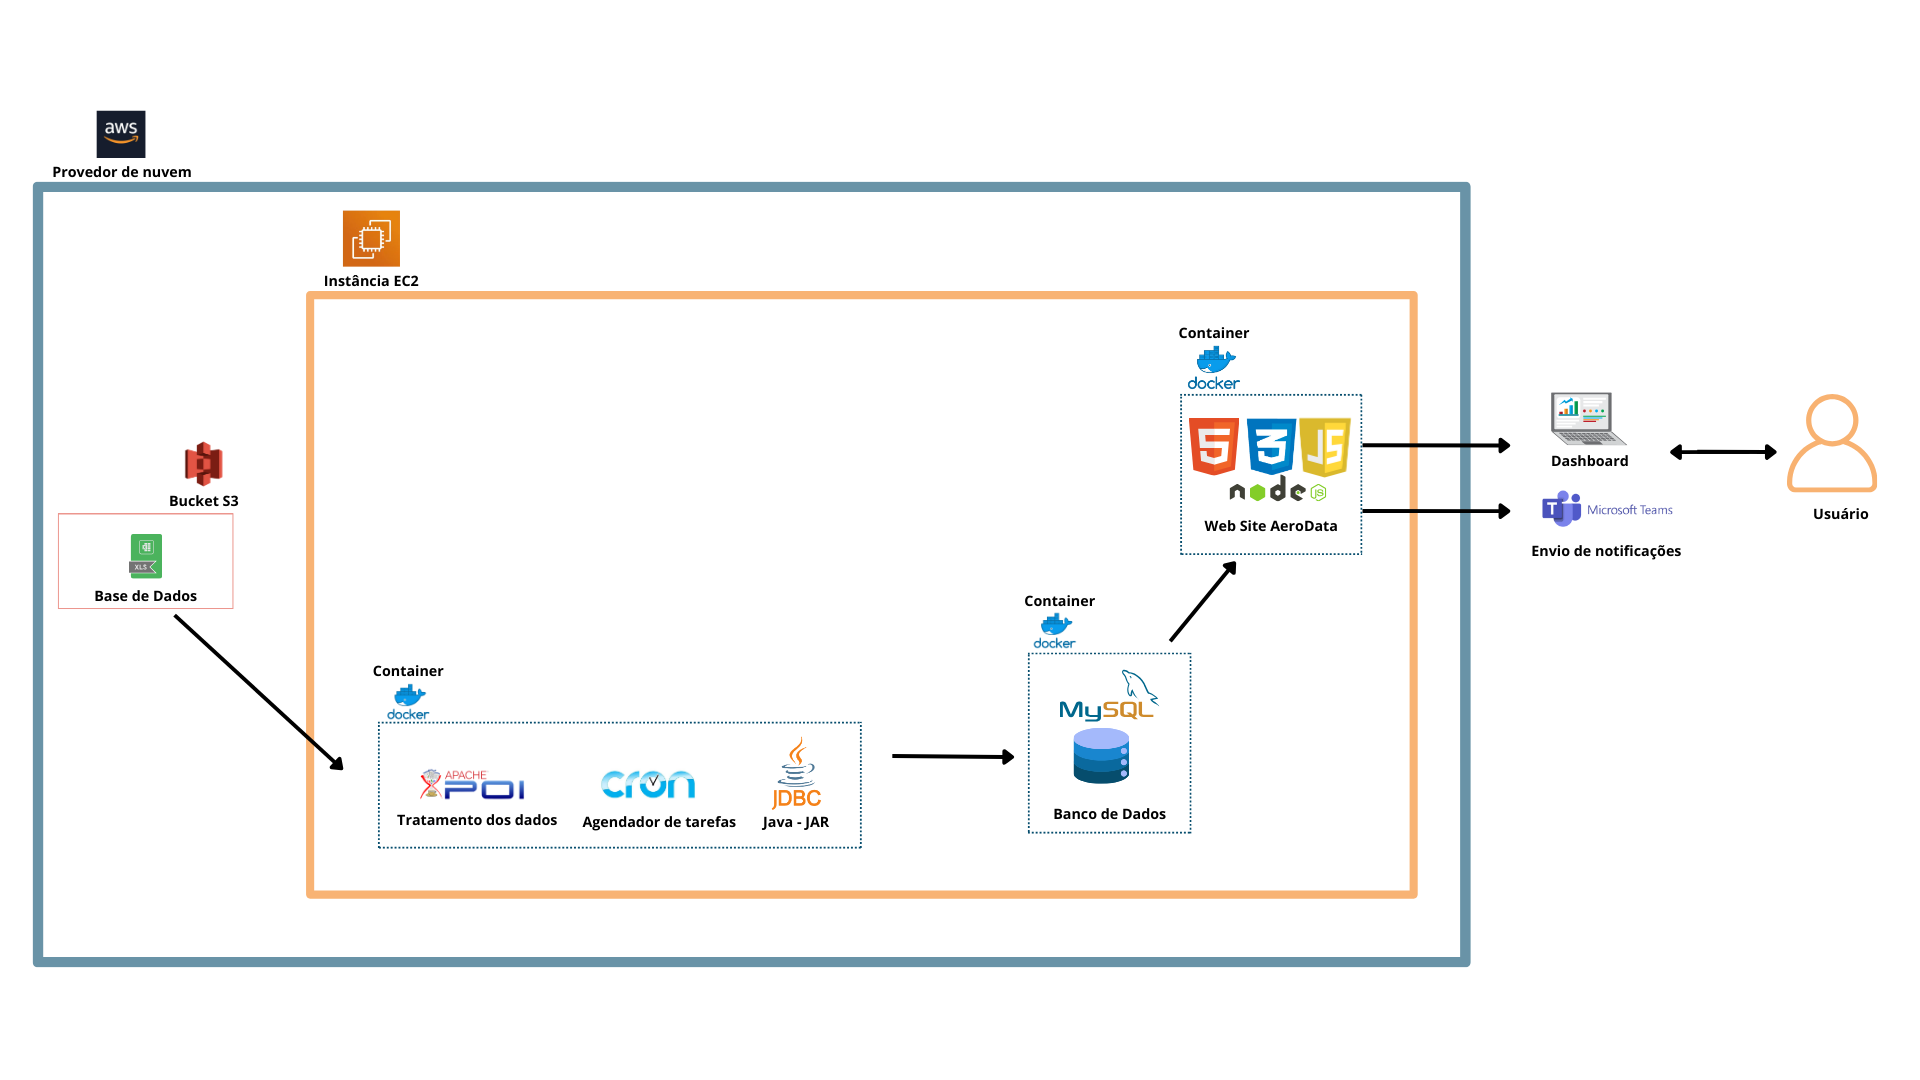 aws
Provedor de nuvem
Instância EC2
Container
docker
5
3
JS
node
JS
Web Site AeroData
Dashboard
T
Microsoft Teams
Envio de notificações
Usuário
Bucket S3
XLS
Base de Dados
Container
docker
APACHE
POI
Tratamento dos dados
cron
Agendador de tarefas
JDBC
Java - JAR
Container
docker
MySQL
Banco de Dados